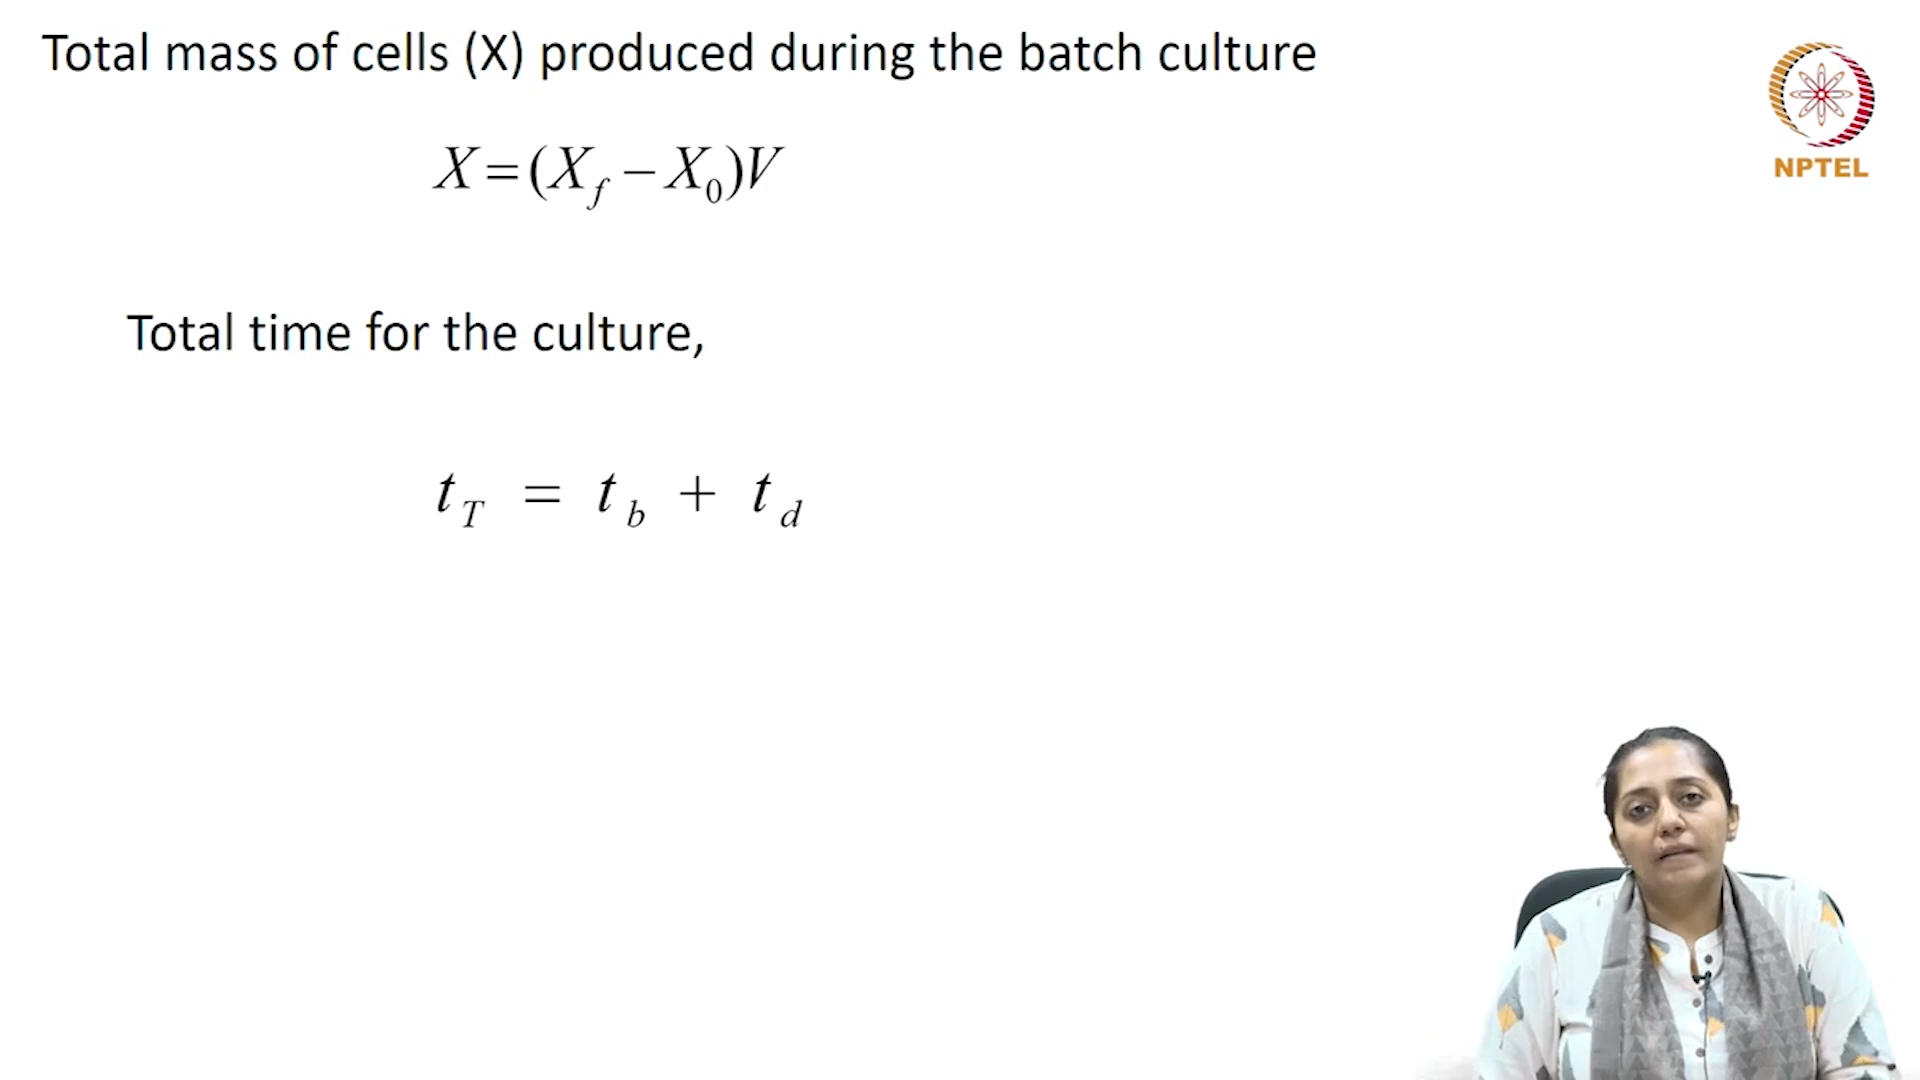 Total mass of cells (X) produced during the batch culture
NPTEL
X=(X_f − X_0)V
Total time for the culture,
t_T = t_b + t_d